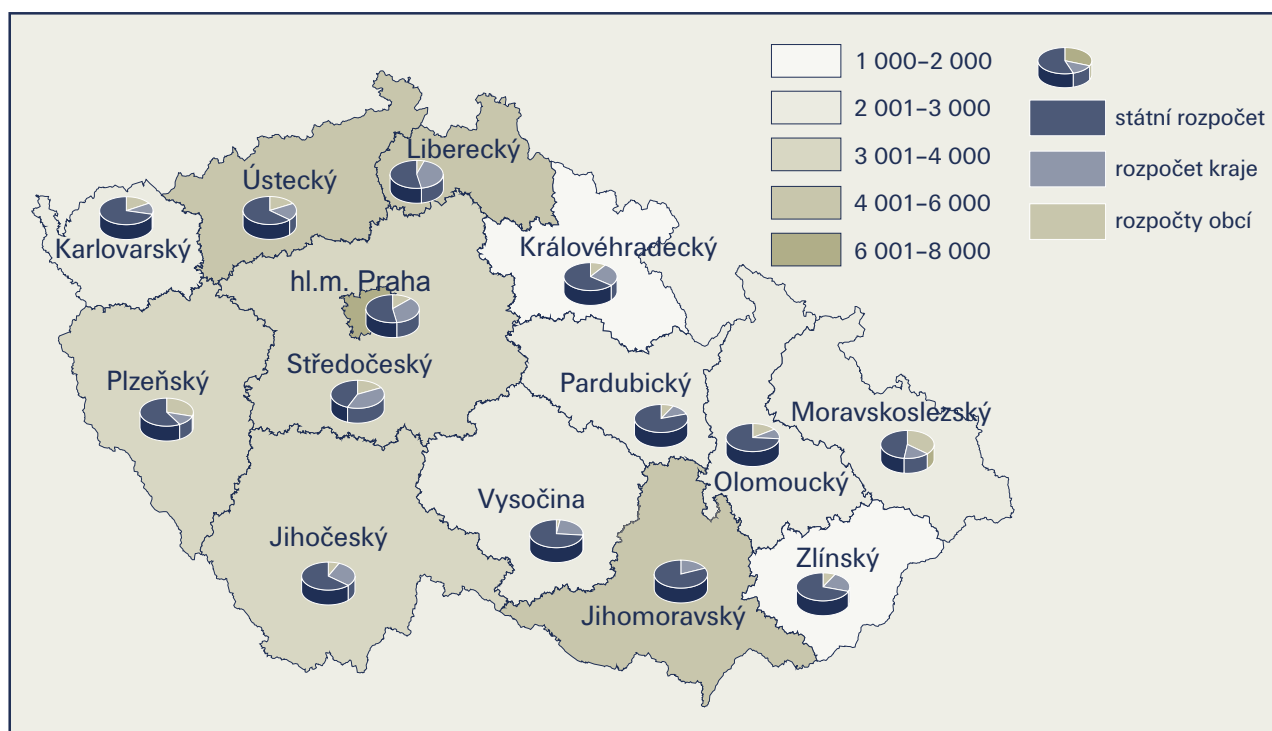 1 000–2 000
2 001–3 000
3 001–4 000
4 001–6 000
6 001–8 000
státní rozpočet
rozpočet kraje
rozpočty obcí
Liberecký
Ústecký
Karlovarský
Královéhradecký
hl.m. Praha
Středočeský
Plzeňský
Pardubický
Moravskoslezský
Olomoucký
Vysočina
Jihočeský
Zlínský
Jihomoravský